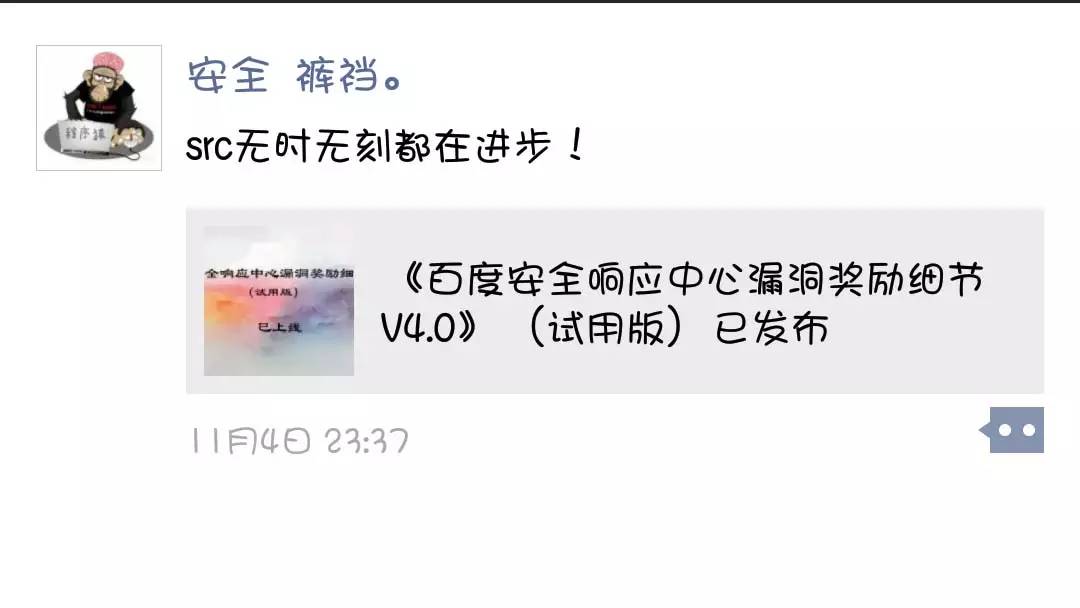 安全 裤裆。
src无时无刻都在进步！
程序猿
全响应中心漏洞奖励细
（试用版）
已上线
《百度安全响应中心漏洞奖励细节
V4.0》（试用版）已发布
11月4日 23:37